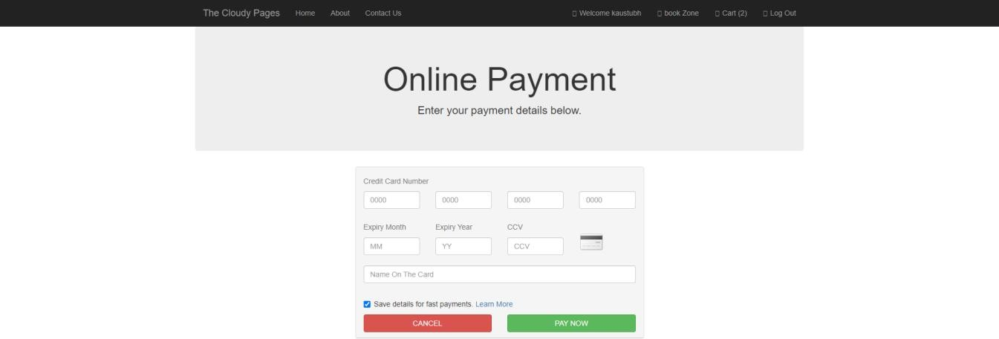 The Cloudy Pages Home About Contact Us Welcome kaustubh book Zone Cart (2) Log Out
Online Payment
Enter your payment details below.
Credit Card Number
0000 0000 0000 0000
Expiry Month Expiry Year CCV
MM YY CCV
Name On The Card
Save details for fast payments. Learn More
CANCEL PAY NOW